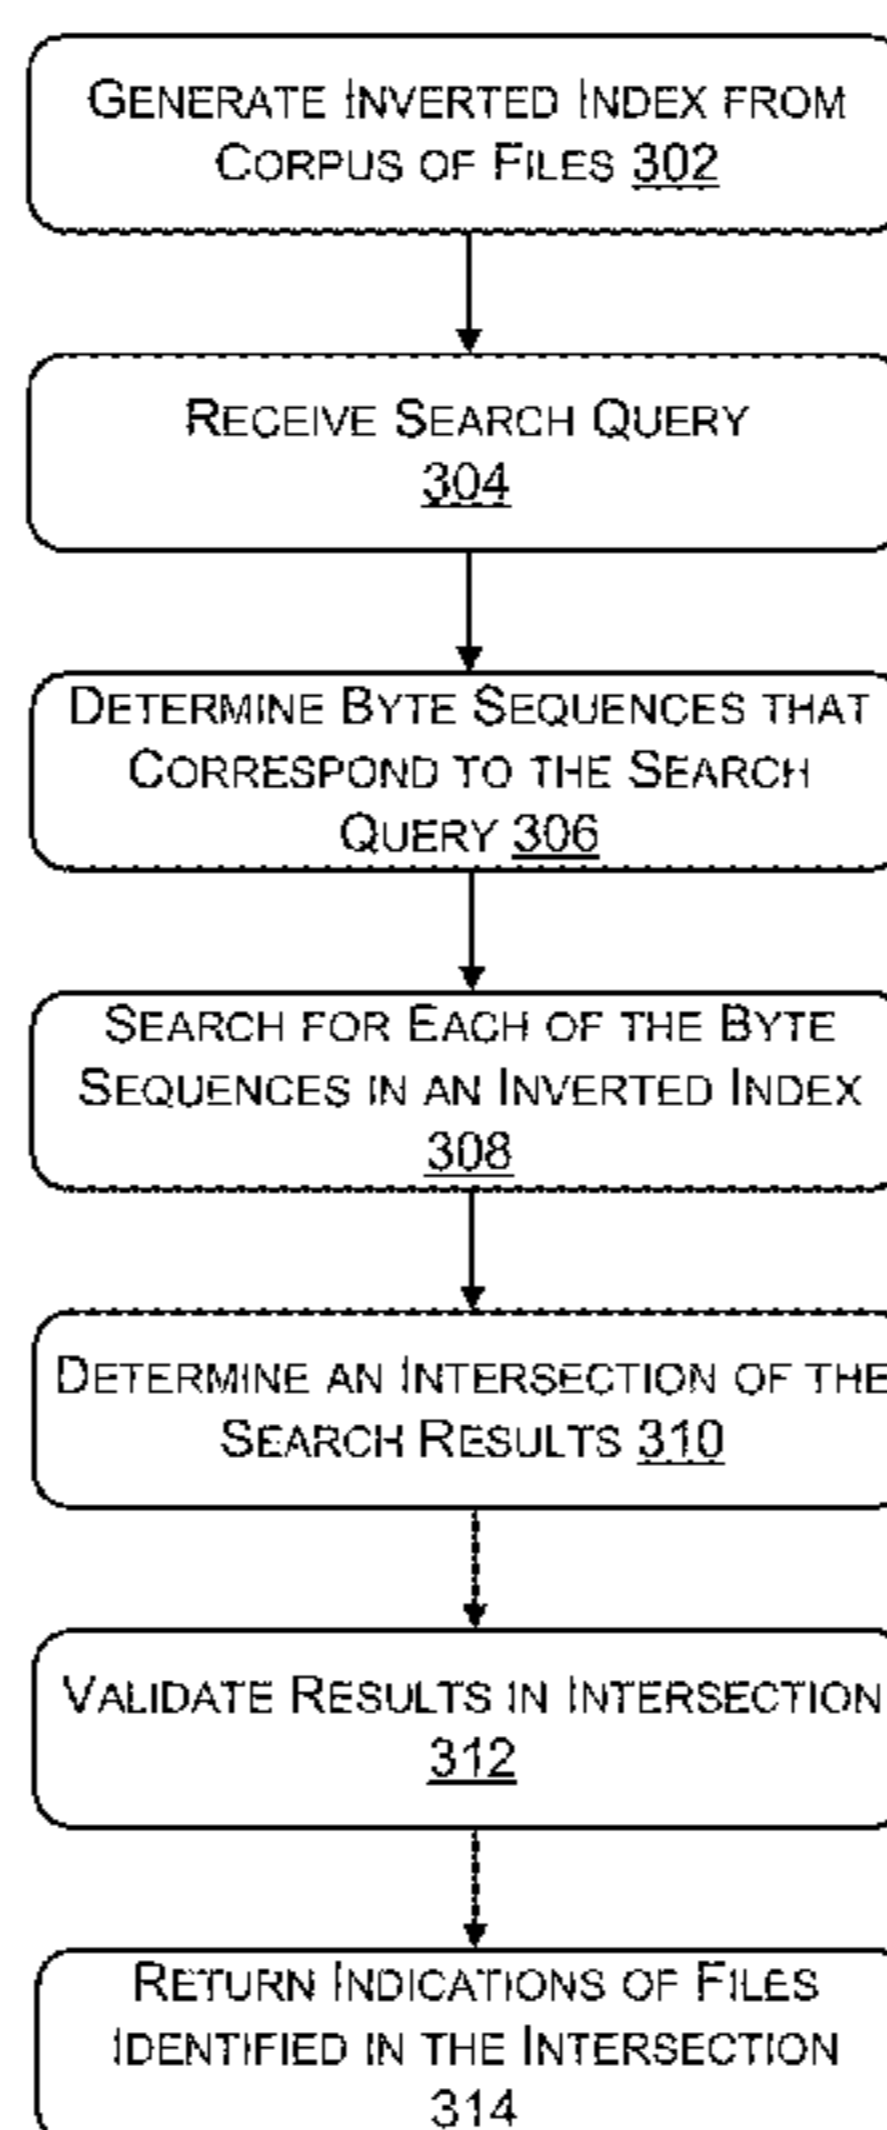 GENERATE INVERTED INDEX FROM
CORPUS OF FILES 302
RECEIVE SEARCH QUERY
304
DETERMINE BYTE SEQUENCES THAT
CORRESPOND TO THE SEARCH
QUERY 306
SEARCH FOR EACH OF THE BYTE
SEQUENCES IN AN INVERTED INDEX
308
DETERMINE AN INTERSECTION OF THE
SEARCH RESULTS 310
VALIDATE RESULTS IN INTERSECTION
312
RETURN INDICATIONS OF FILES
IDENTIFIED IN THE INTERSECTION
314